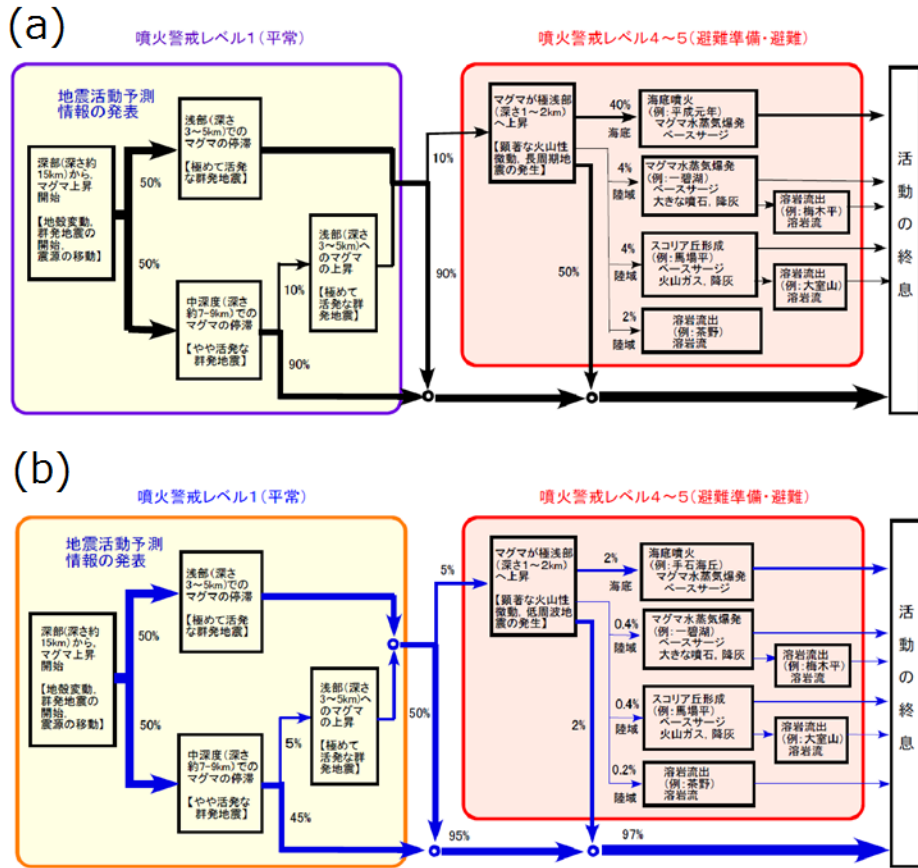 (a)
噴火警戒レベル1(平常)
噴火警戒レベル4～5(避難準備・避難)
地震活動予測
情報の発表
深部(深さ約
15km)から、
マグマ上昇
開始
【地殻変動,
群発地震の
開始,
震源の移動】
50%
50%
浅部(深さ
3～5km)での
マグマの停滞
【極めて活発
な群発地震】
中深度(深さ
約7-9km)での
マグマの停滞
【やや活発な
群発地震】
10%
90%
浅部(深さ
3～5km)へ
のマグマ
の上昇
【極めて
活発な群
発地震】
10%
90%
マグマが極浅部
(深さ1～2km)
へ上昇
【顕著な火山性
微動,長周期地
震の発生】
50%
40%
海底
海底噴火
(例:平成元年)
マグマ水蒸気爆発
ベースサージ
4%
陸域
マグマ水蒸気爆発
(例:一碧湖)
ベースサージ
大きな噴石,降灰
溶岩流出
(例:梅木平)
溶岩流
4%
陸域
スコリア丘形成
(例:馬場平)
ベースサージ
火山ガス,降灰
溶岩流出
(例:大室山)
溶岩流
2%
陸域
溶岩流出
(例:茶野)
溶岩流
活動の終息
(b)
噴火警戒レベル1(平常)
噴火警戒レベル4～5(避難準備・避難)
地震活動予測
情報の発表
深部(深さ約
15km)から,
マグマ上昇
開始
【地殻変動,
群発地震の
開始,
震源の移動】
50%
50%
浅部(深さ
3～5km)での
マグマの停滞
【極めて活発
な群発地震】
中深度(深さ
約7-9km)での
マグマの停滞
【やや活発な
群発地震】
5%
45%
浅部(深さ
3～5km)へ
のマグマの
上昇
【極めて
活発な群
発地震】
50%
5%
95%
マグマが極浅部
(深さ1～2km)
へ上昇
【顕著な火山性
微動,低周波地
震の発生】
2%
97%
2%
海底
海底噴火
(例:手石海丘)
マグマ水蒸気爆発
ベースサージ
0.4%
陸域
マグマ水蒸気爆発
(例:一碧湖)
ベースサージ
大きな噴石,降灰
溶岩流出
(例:梅木平)
溶岩流
0.4%
陸域
スコリア丘形成
(例:馬場平)
ベースサージ
火山ガス,降灰
溶岩流出
(例:大室山)
溶岩流
0.2%
陸域
溶岩流出
(例:茶野)
溶岩流
活動の終息